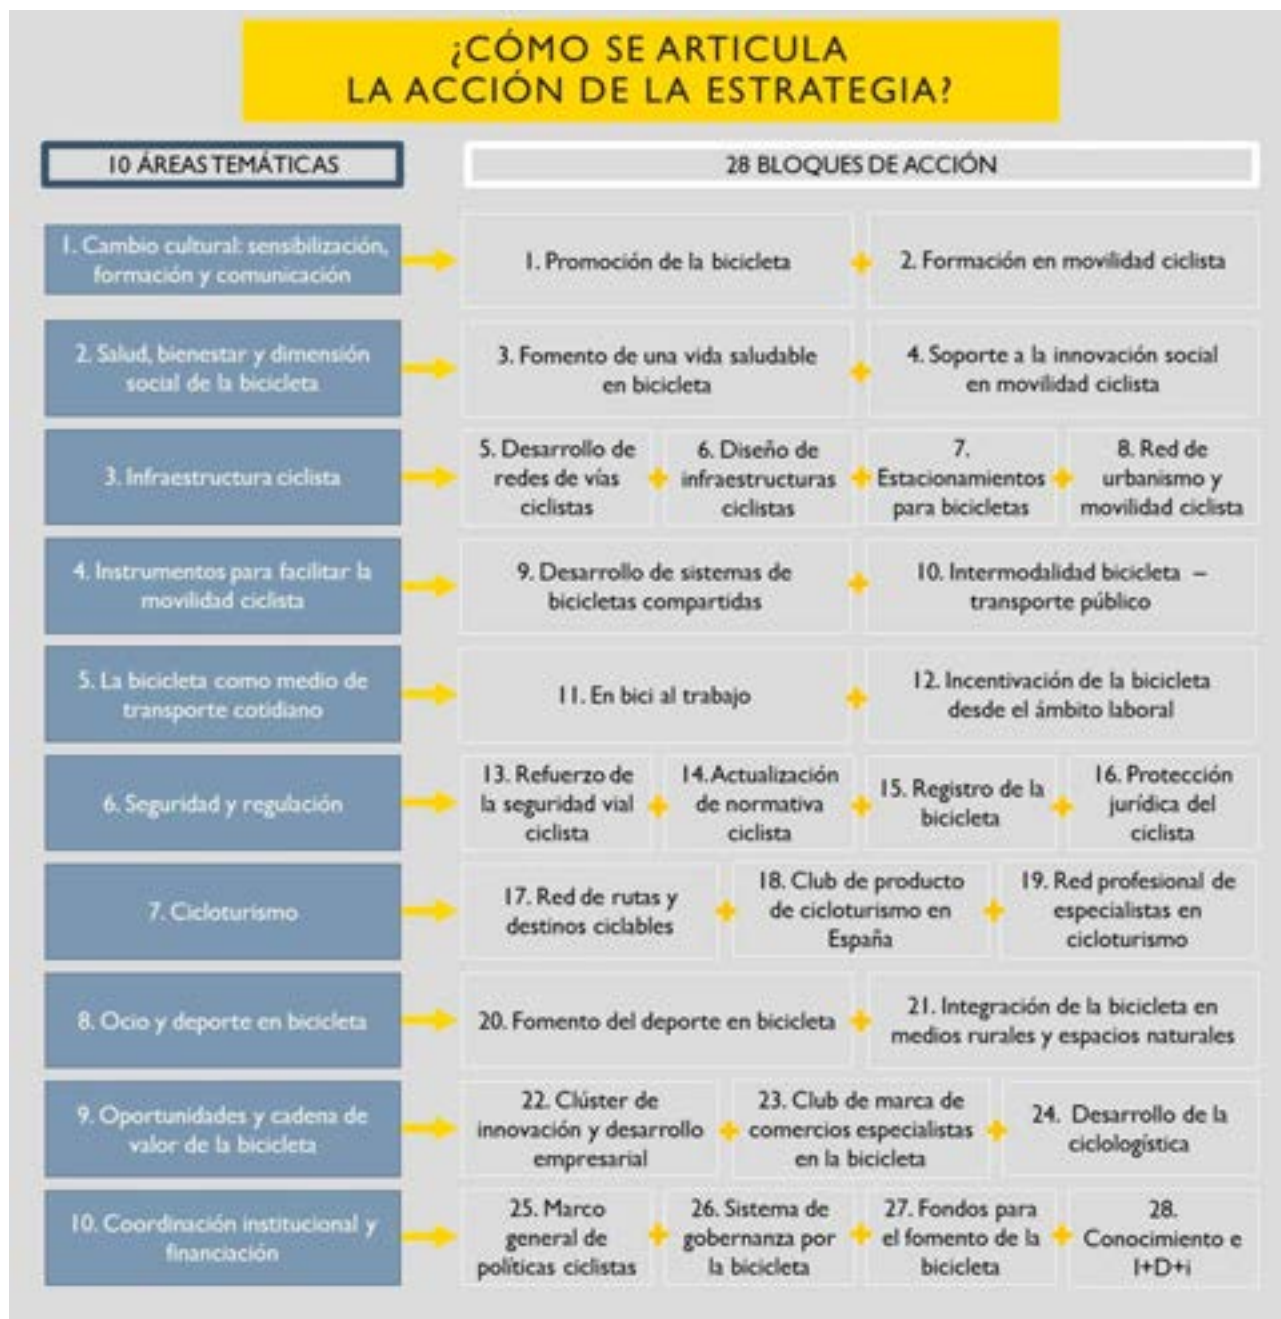 ¿CÓMO SE ARTICULA
LA ACCIÓN DE LA ESTRATEGIA?
10 ÁREAS TEMÁTICAS
28 BLOQUES DE ACCIÓN
1. Cambio cultural: sensibilización,
formación y comunicación
1. Promoción de la bicicleta
2. Formación en movilidad ciclista
2. Salud, bienestar y dimensión
social de la bicicleta
3. Fomento de una vida saludable
en bicicleta
4. Soporte a la innovación social
en movilidad ciclista
3. Infraestructura ciclista
5. Desarrollo de
redes de vías
ciclistas
6. Diseño de
infraestructuras
ciclistas
7.
Estacionamientos
para bicicletas
8. Red de
urbanismo y
movilidad ciclista
4. Instrumentos para facilitar la
movilidad ciclista
9. Desarrollo de sistemas de
bicicletas compartidas
10. Intermodalidad bicicleta –
transporte público
5. La bicicleta como medio de
transporte cotidiano
11. En bici al trabajo
12. Incentivación de la bicicleta
desde el ámbito laboral
6. Seguridad y regulación
13. Refuerzo de
la seguridad vial
ciclista
14. Actualización
de normativa
ciclista
15. Registro de la
bicicleta
16. Protección
jurídica del
ciclista
7. Cicloturismo
17. Red de rutas y
destinos ciclables
18. Club de producto
de cicloturismo en
España
19. Red profesional de
especialistas en
cicloturismo
8. Ocio y deporte en bicicleta
20. Fomento del deporte en bicicleta
21. Integración de la bicicleta en
medios rurales y espacios naturales
9. Oportunidades y cadena de
valor de la bicicleta
22. Clúster de
innovación y desarrollo
empresarial
23. Club de marca de
comercios especialistas
en la bicicleta
24. Desarrollo de la
ciclologística
10. Coordinación institucional y
financiación
25. Marco
general de
políticas ciclistas
26. Sistema de
gobernanza por
la bicicleta
27. Fondos para
el fomento de la
bicicleta
28.
Conocimiento e
I+D+i